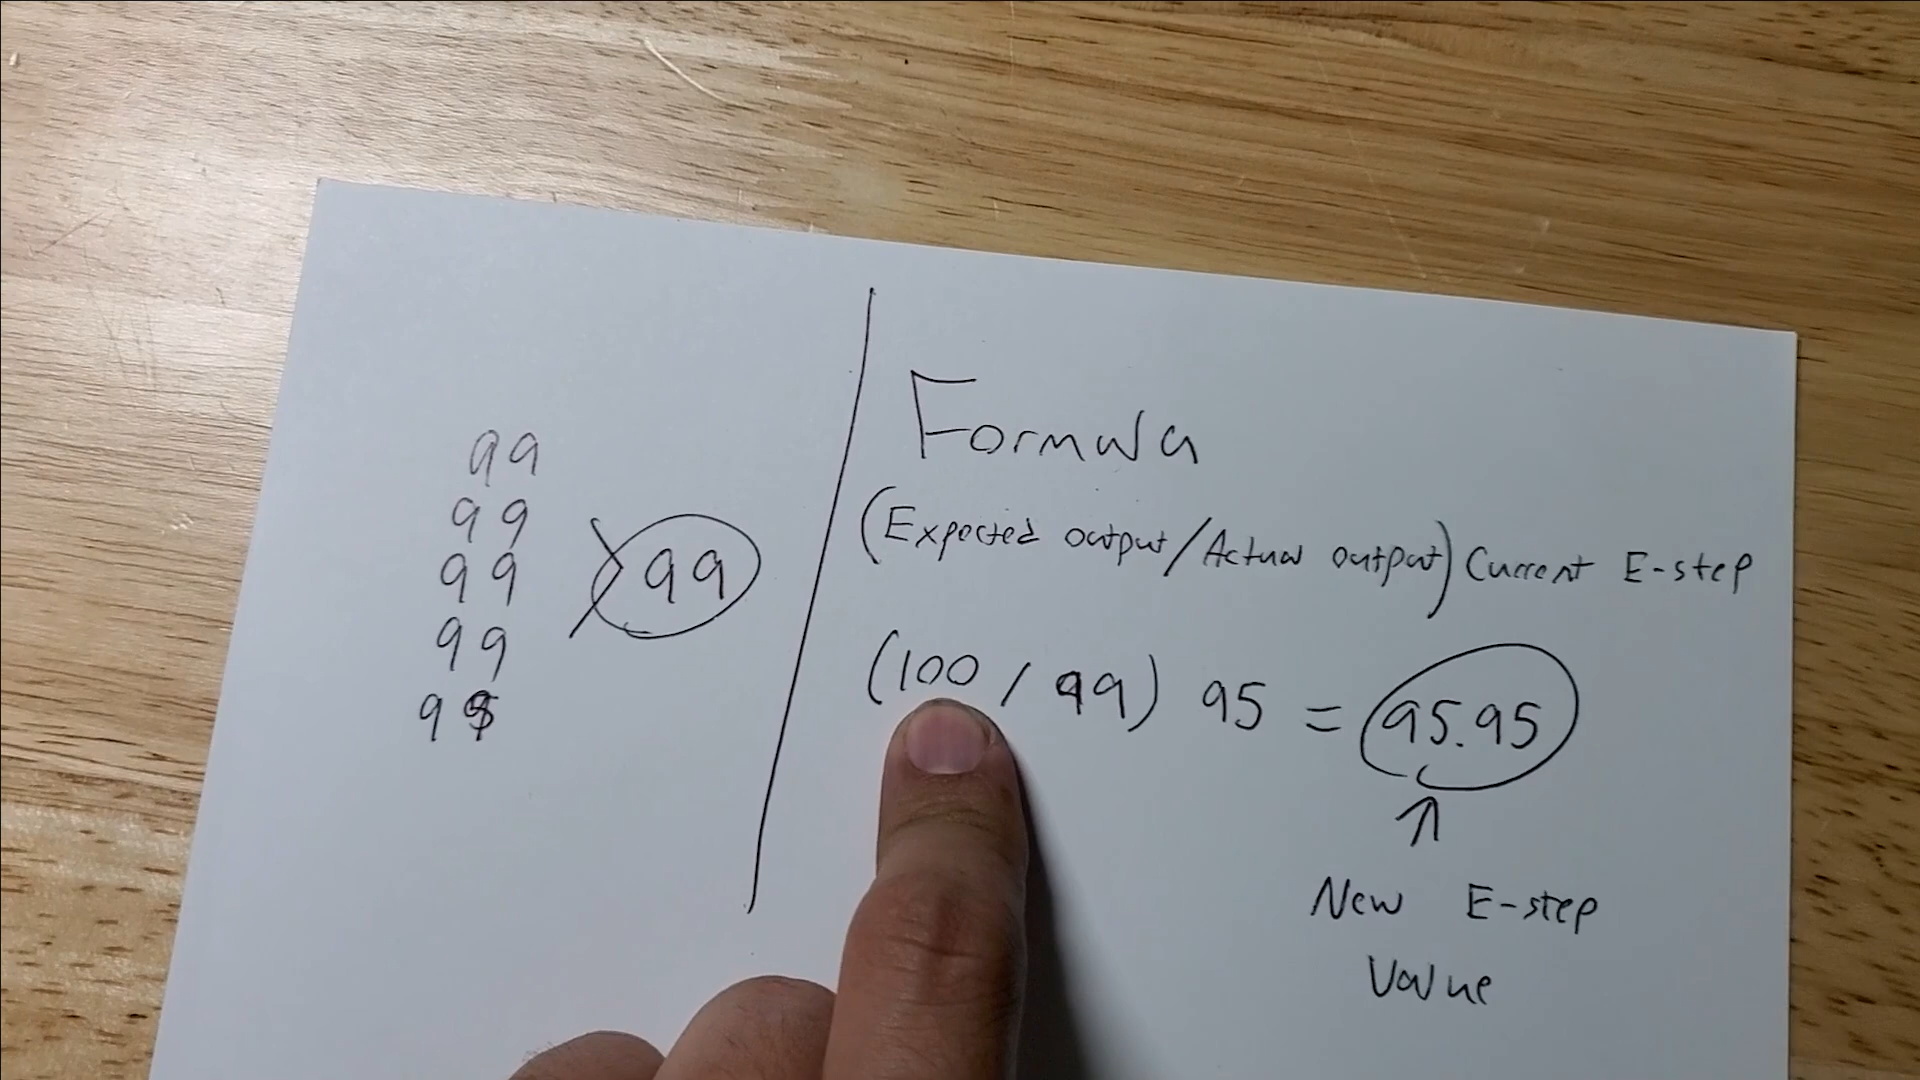 99
99
99
99
99
Formula
(Expected output/Actual output) Current E-step
(100 / 99) 95 = 95.95
New E-step
Value